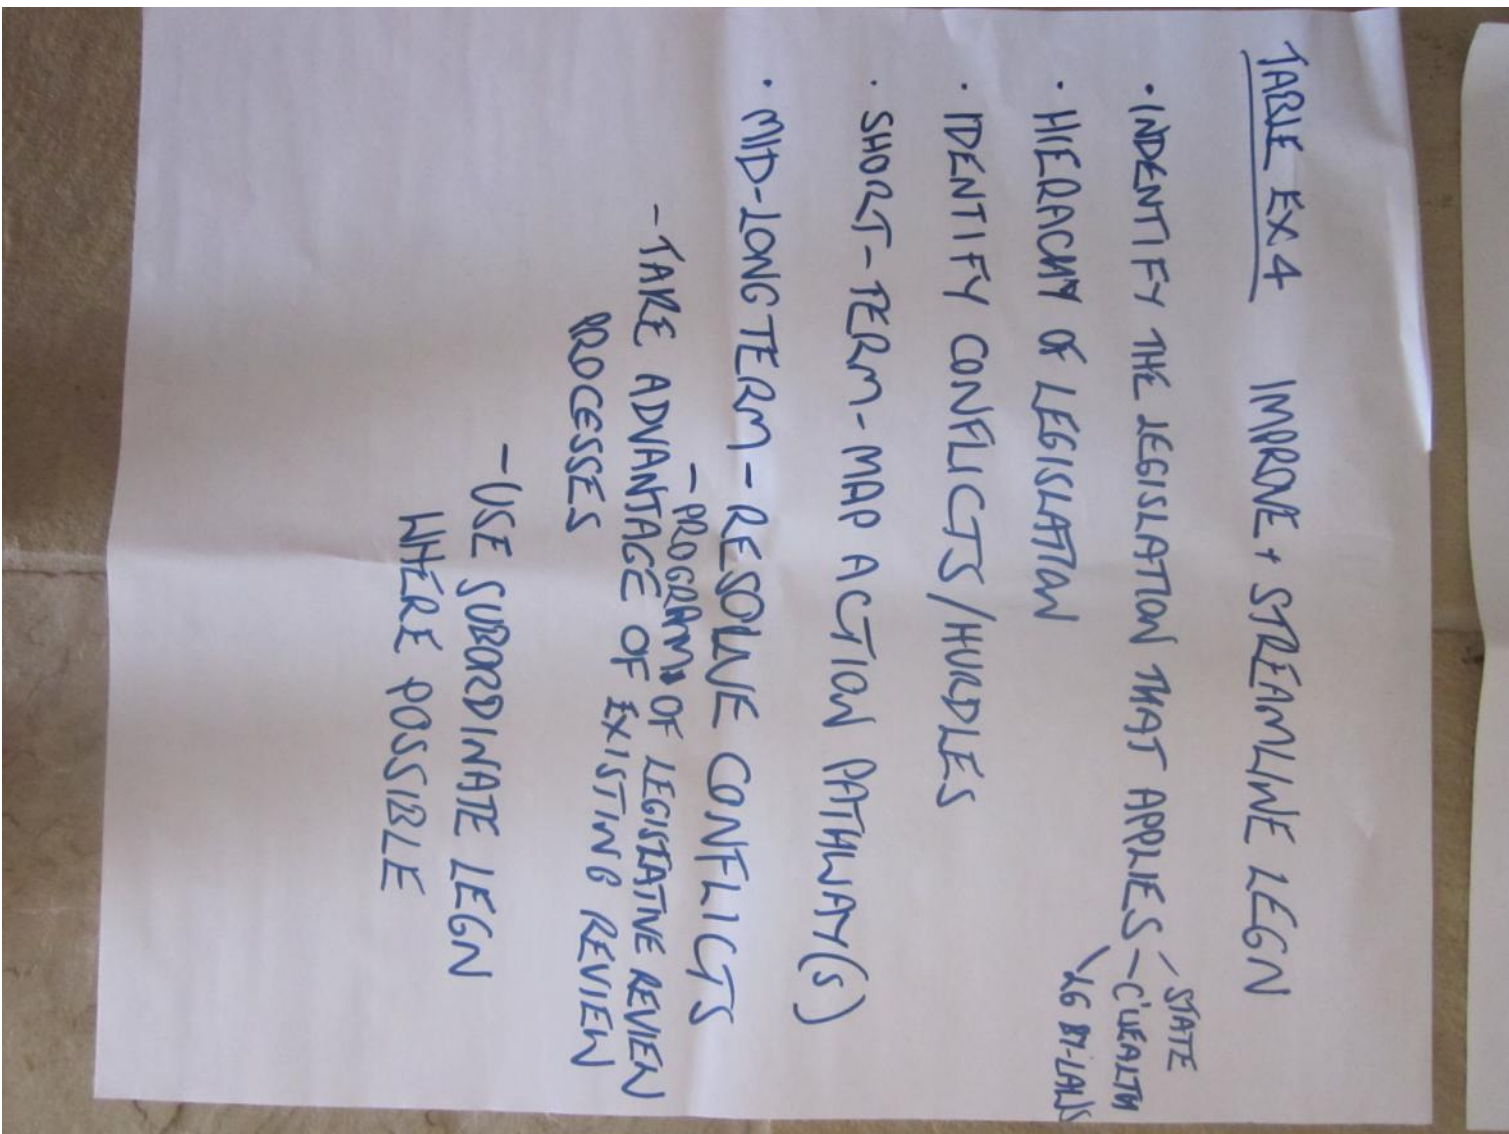 TABLE EX 4 IMPROVE + STREAMLINE LEGN
• INDENTIFY THE LEGISLATION THAT APPLIES
STATE
C'WEALTH
LG BY-LAWS
• HIERACHY OF LEGISLATION
• IDENTIFY CONFLICTS/HURDLES
• SHORT-TERM - MAP ACTION PATHWAY(S)
• MID-LONG TERM - RESOLVE CONFLICTS
- PROGRAM OF LEGISLATIVE REVIEW
- TAKE ADVANTAGE OF EXISTING REVIEW
PROCESSES
- USE SUBORDINATE LEGN
WHERE POSSIBLE